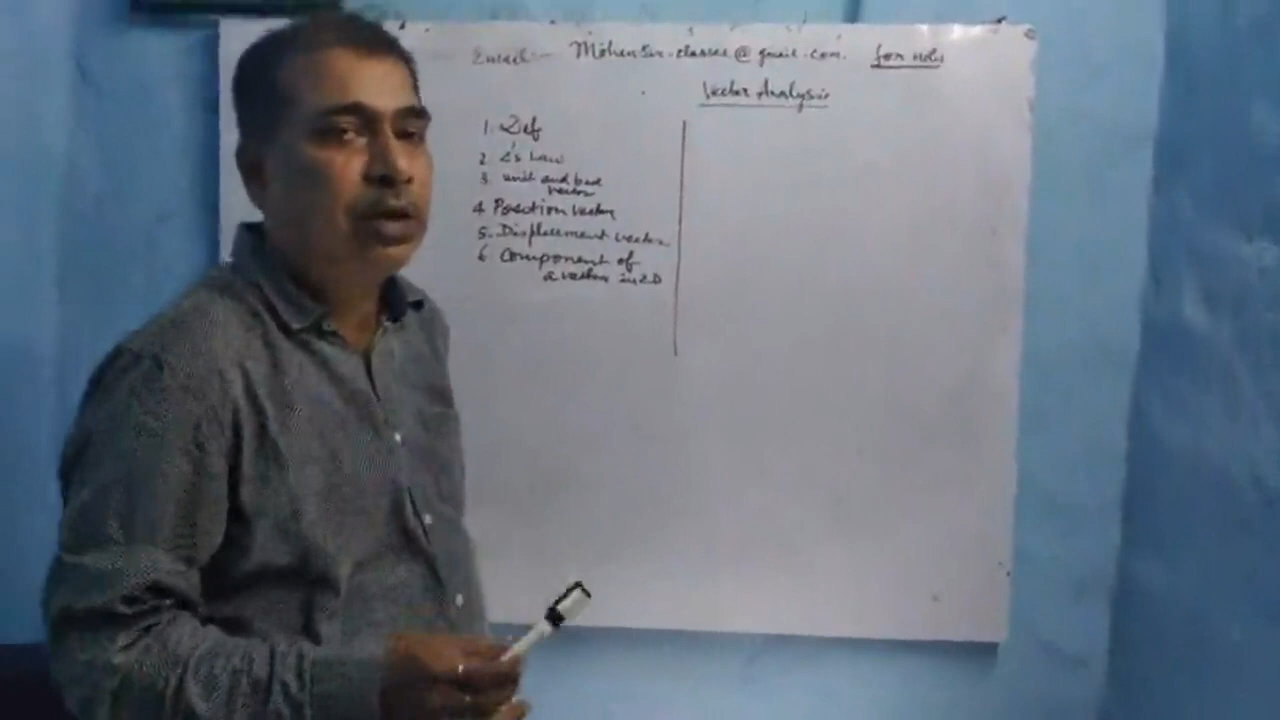 Email:- Mohansir.classes@gmail.com. for notes
Vector Analysis
1. Def
2. Δ's Law
3 unit and
vector
4. Position vector
5. Displacement vector
6 Component of
a vector in 2D